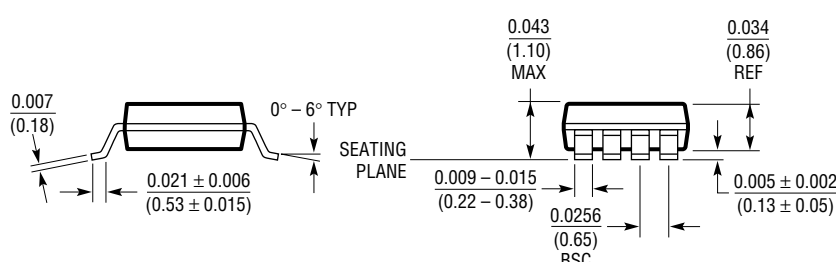 0.007
(0.18)
0.021 ± 0.006
(0.53 ± 0.015)
0° – 6° TYP
SEATING
PLANE
0.043
(1.10)
MAX
0.034
(0.86)
REF
0.009 – 0.015
(0.22 – 0.38)
0.0256
(0.65)
BSC
0.005 ± 0.002
(0.13 ± 0.05)